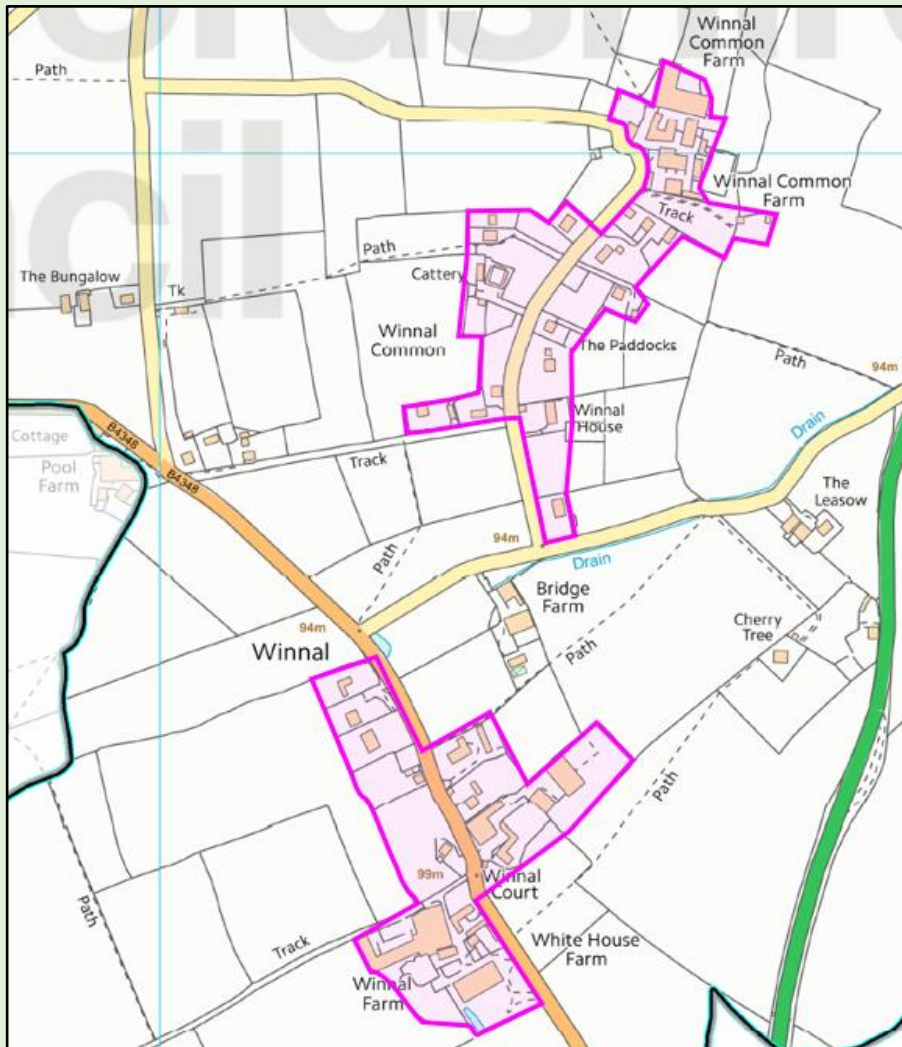 Winnal
Common
Farm
Path
Winnal Common
Farm
Track
Path
The Bungalow
Tk
Cattery
Winnal
Common
The Paddocks
Path
94m
B4348
Cottage
Winnal
House
Drain
Pool
Farm
B4348
Track
The
Leasow
94m
Drain
Path
Bridge
Farm
94m
Cherry
Tree
Winnal
Path
Path
99m
Winnal
Court
Path
Track
White House
Farm
Winnal
Farm